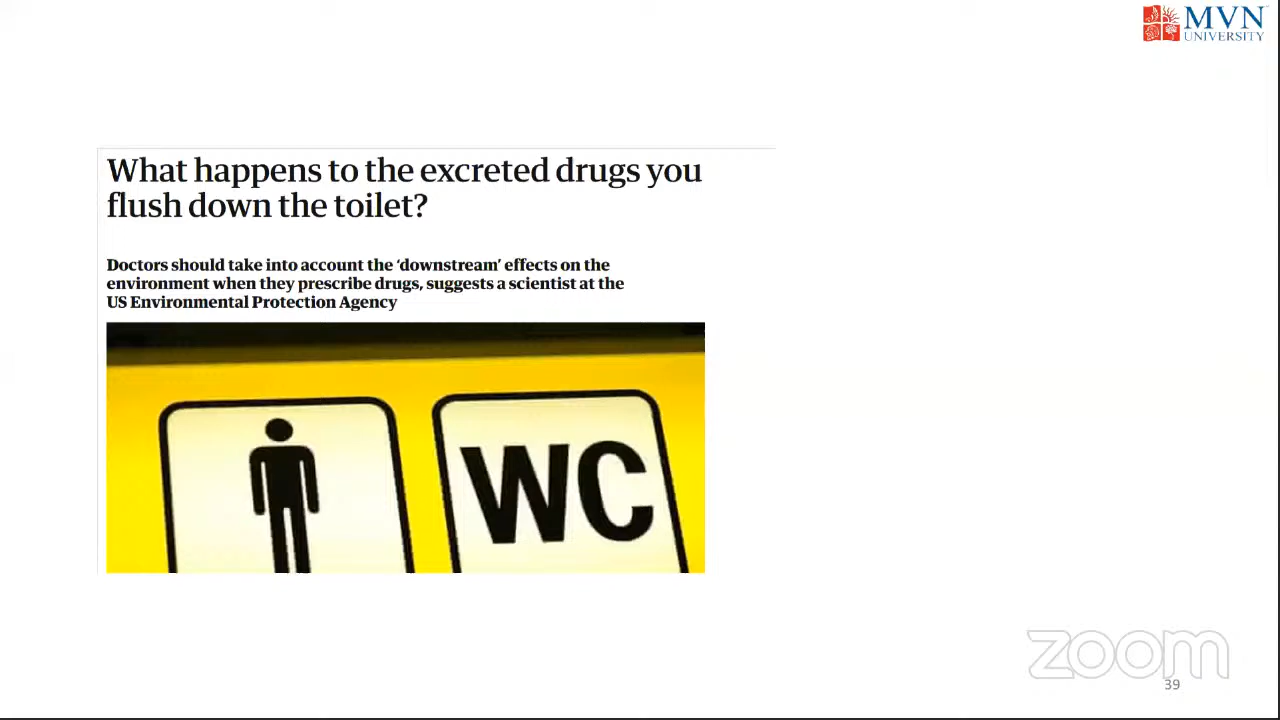 MVN
UNIVERSITY
What happens to the excreted drugs you
flush down the toilet?
Doctors should take into account the ‘downstream’ effects on the
environment when they prescribe drugs, suggests a scientist at the
US Environmental Protection Agency
WC
zoom
39